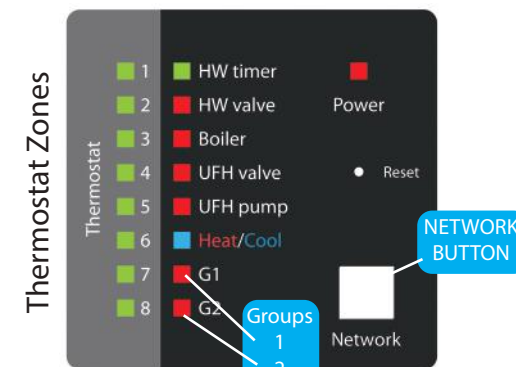 Thermostat Zones
Thermostat
1
2
3
4
5
6
7
8
HW timer
HW valve
Boiler
UFH valve
UFH pump
Heat/Cool
G1
G2
Power
Reset
NETWORK
BUTTON
Network
Groups
1
2